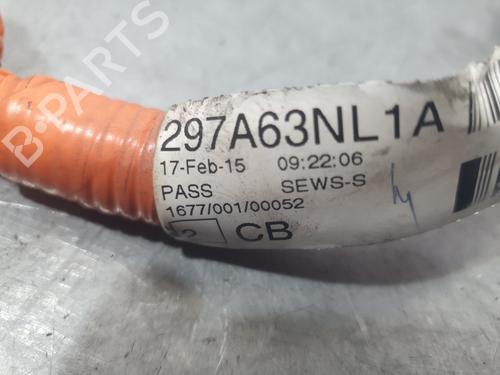 B-PARTS
297A63NL1A
17-Feb-15 09:22:06
PASS SEWS-S
1677/001/00052
2 CB